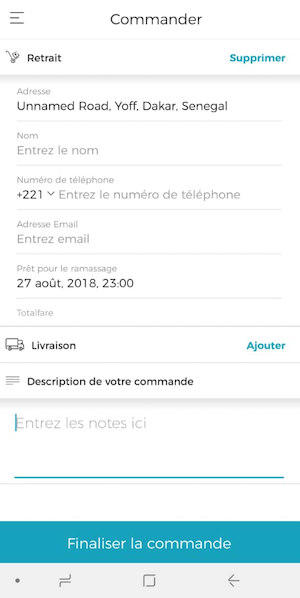 Commander
Retrait
Supprimer
Adresse
Unnamed Road, Yoff, Dakar, Senegal
Nom
Entrez le nom
Numéro de téléphone
+221 Entrez le numéro de téléphone
Adresse Email
Entrez email
Prêt pour le ramassage
27 août, 2018, 23:00
Totalfare
Livraison
Ajouter
Description de votre commande
Entrez les notes ici
Finaliser la commande